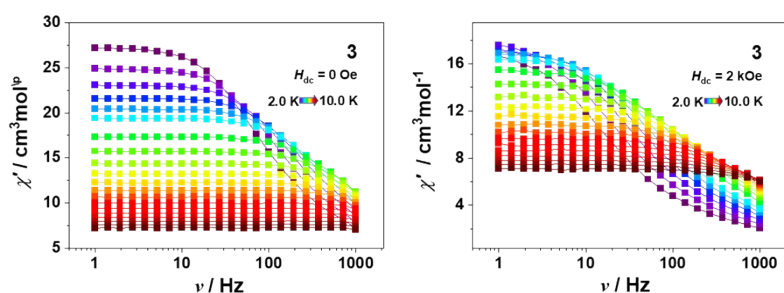 30
25
20
15
10
5
χ' / cm³molφ
3
H_dc = 0 Oe
2.0 K 10.0 K
1
10
100
1000
ν / Hz
16
12
8
4
χ' / cm³mol⁻¹
3
H_dc = 2 kOe
2.0 K 10.0 K
1
10
100
1000
ν / Hz